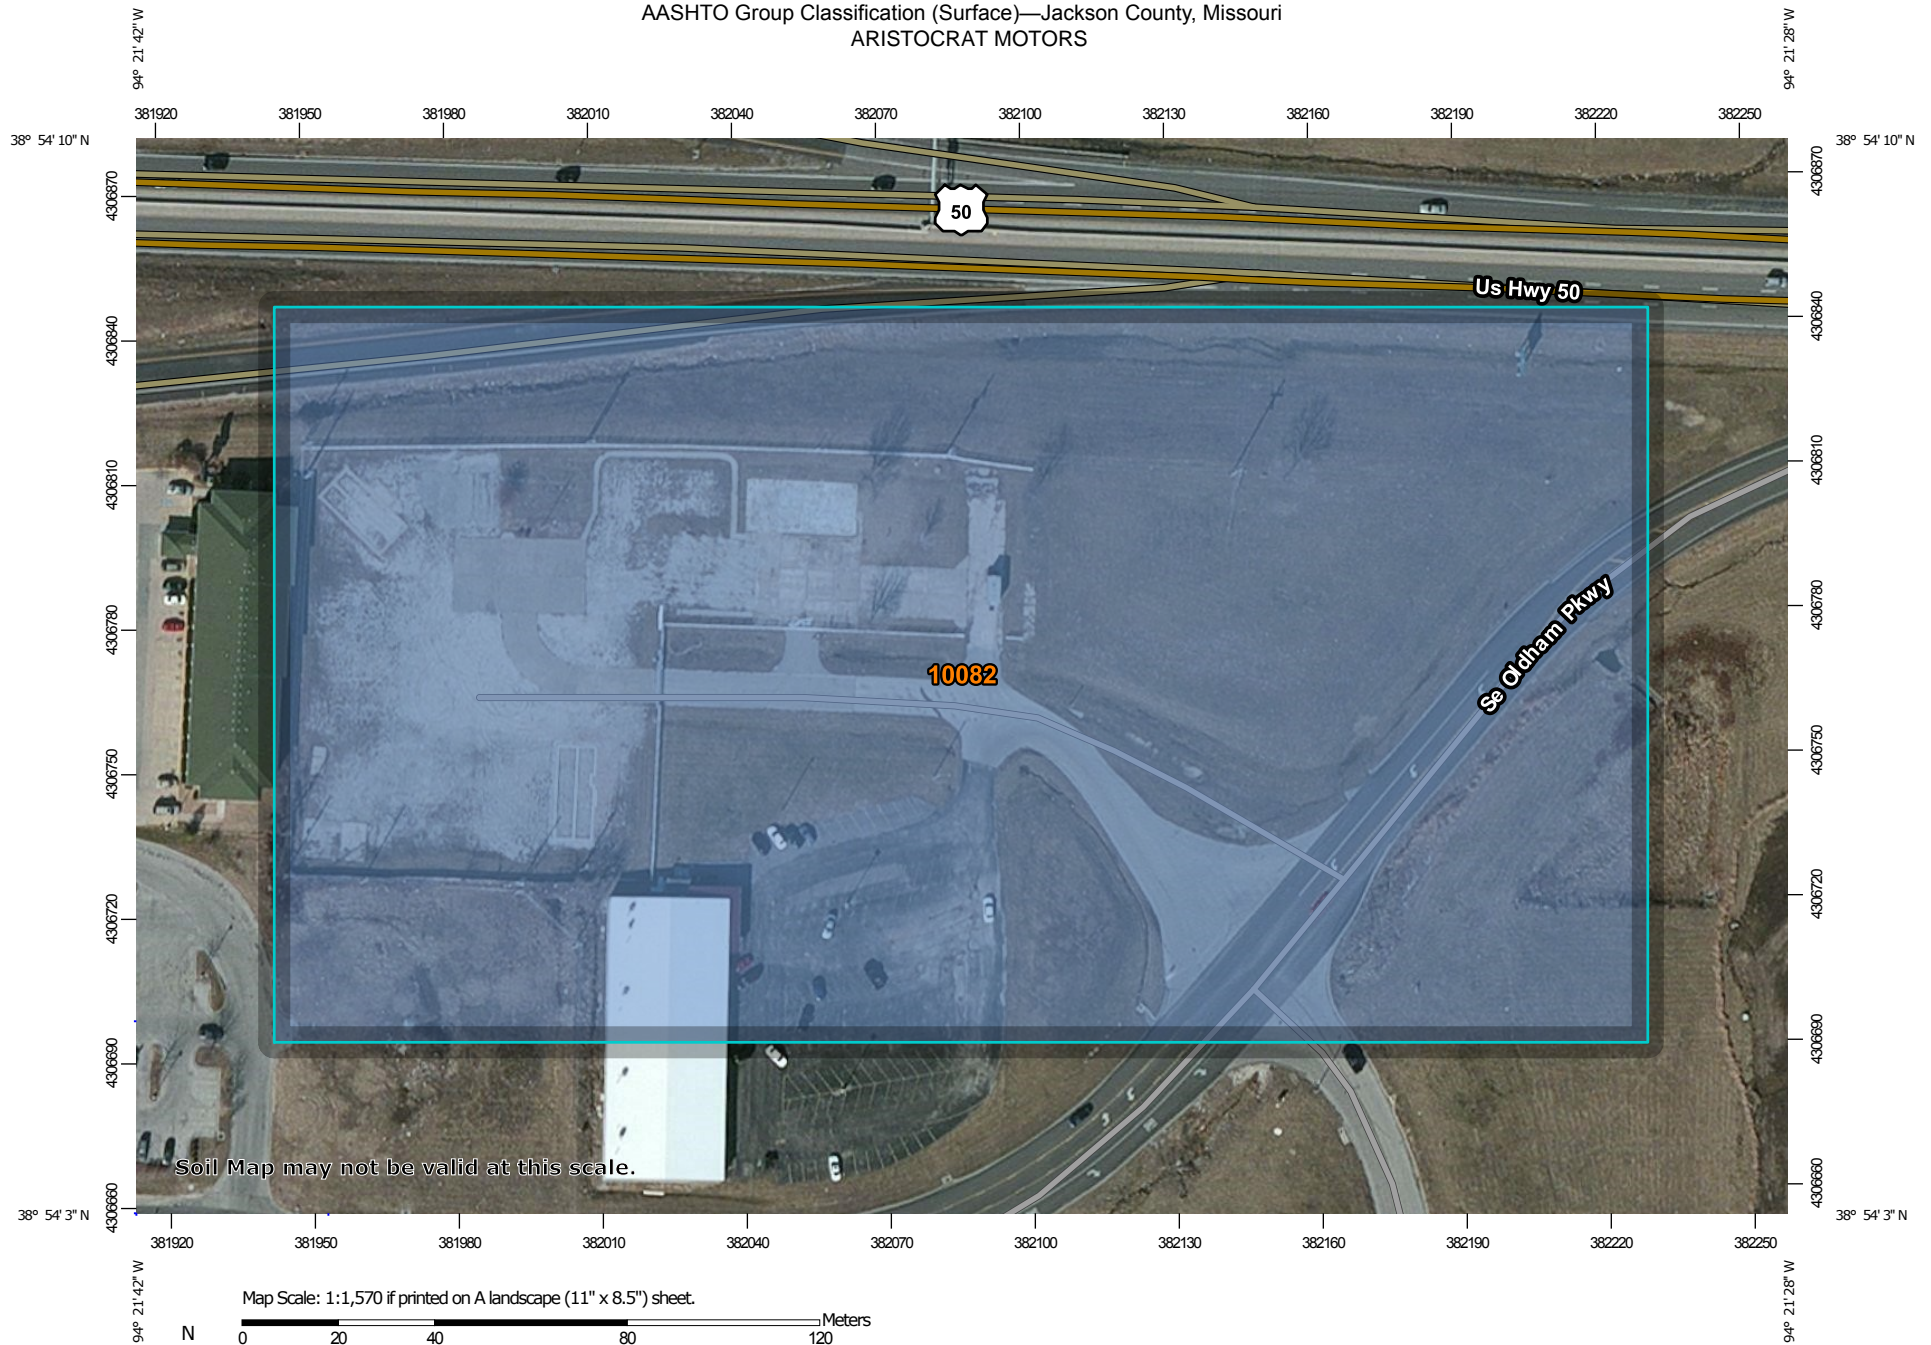 AASHTO Group Classification (Surface)—Jackson County, Missouri
ARISTOCRAT MOTORS
94° 21' 42" W
94° 21' 28" W
381920 381950 381980 382010 382040 382070 382100 382130 382160 382190 382220 382250
38° 54' 10" N
38° 54' 10" N
4306870
4306840
4306810
4306780
4306750
4306720
4306690
4306660
50
Us Hwy 50
Se Oldham Pkwy
10082
4306870
4306840
4306810
4306780
4306750
4306720
4306690
4306660
Soil Map may not be valid at this scale.
38° 54' 3" N
38° 54' 3" N
381920 381950 381980 382010 382040 382070 382100 382130 382160 382190 382220 382250
94° 21' 42" W
94° 21' 28" W
Map Scale: 1:1,570 if printed on A landscape (11" x 8.5") sheet.
N
Meters
0 20 40 80 120